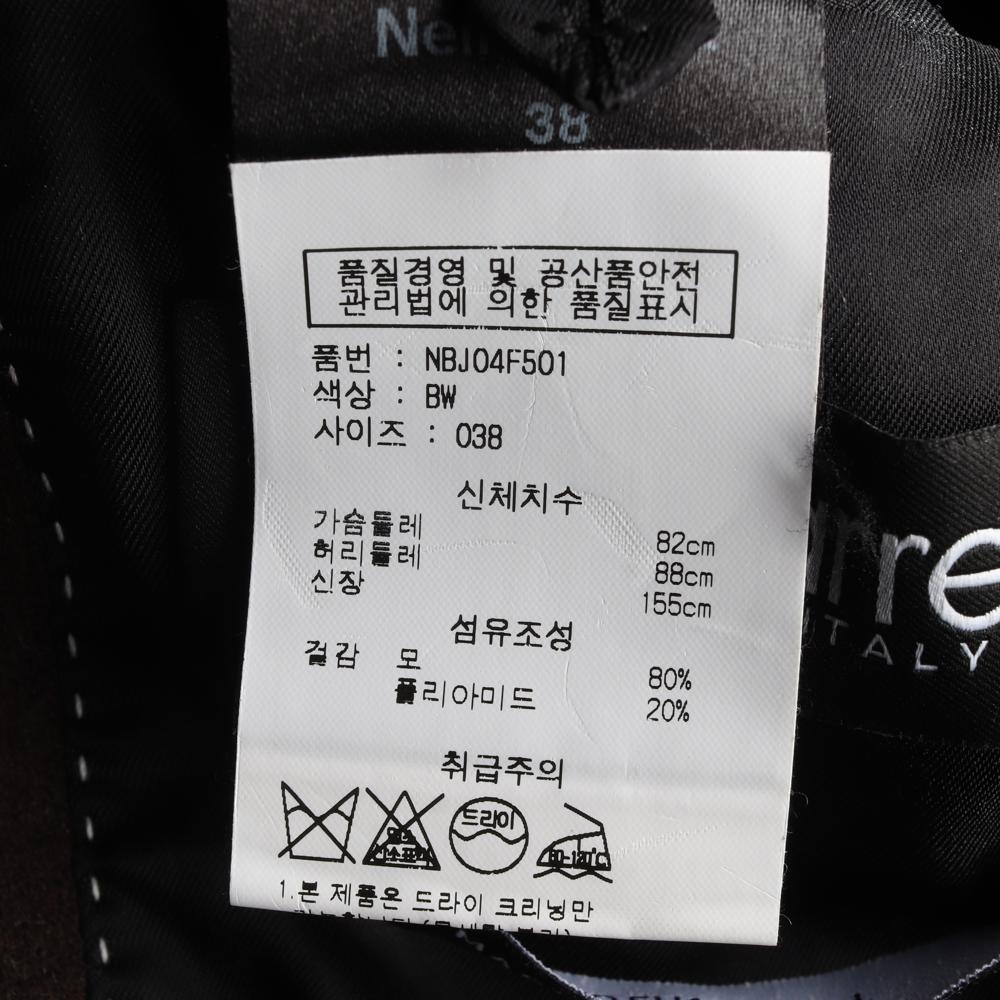 38
품질경영 및 공산품안전
관리법에 의한 품질표시
품번 : NBJ04F501
색상 : BW
사이즈 : 038
신체치수
가슴둘레 82cm
허리둘레 88cm
신장 155cm
섬유조성
겉감 모 80%
폴리아미드 20%
취급주의
드라이
80-120℃
1.본 제품은 드라이 크리닝만
ITALY